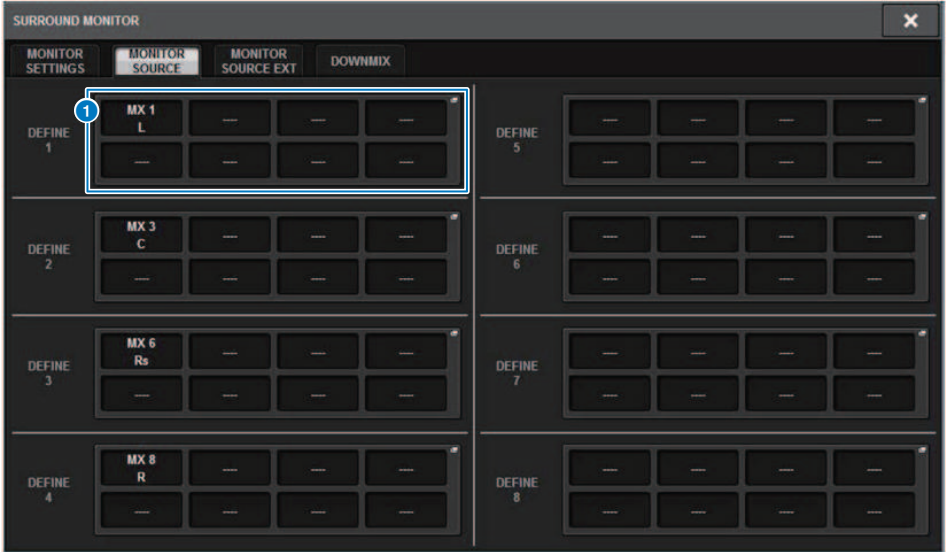 SURROUND MONITOR
MONITOR SETTINGS
MONITOR SOURCE
MONITOR SOURCE EXT
DOWNMIX
1
DEFINE 1
MX 1
L
---- ---- ----
---- ---- ---- ----
DEFINE 2
MX 3
C
---- ---- ----
---- ---- ---- ----
DEFINE 3
MX 6
Rs
---- ---- ----
---- ---- ---- ----
DEFINE 4
MX 8
R
---- ---- ----
---- ---- ---- ----
DEFINE 5
---- ---- ---- ----
---- ---- ---- ----
DEFINE 6
---- ---- ---- ----
---- ---- ---- ----
DEFINE 7
---- ---- ---- ----
---- ---- ---- ----
DEFINE 8
---- ---- ---- ----
---- ---- ---- ----